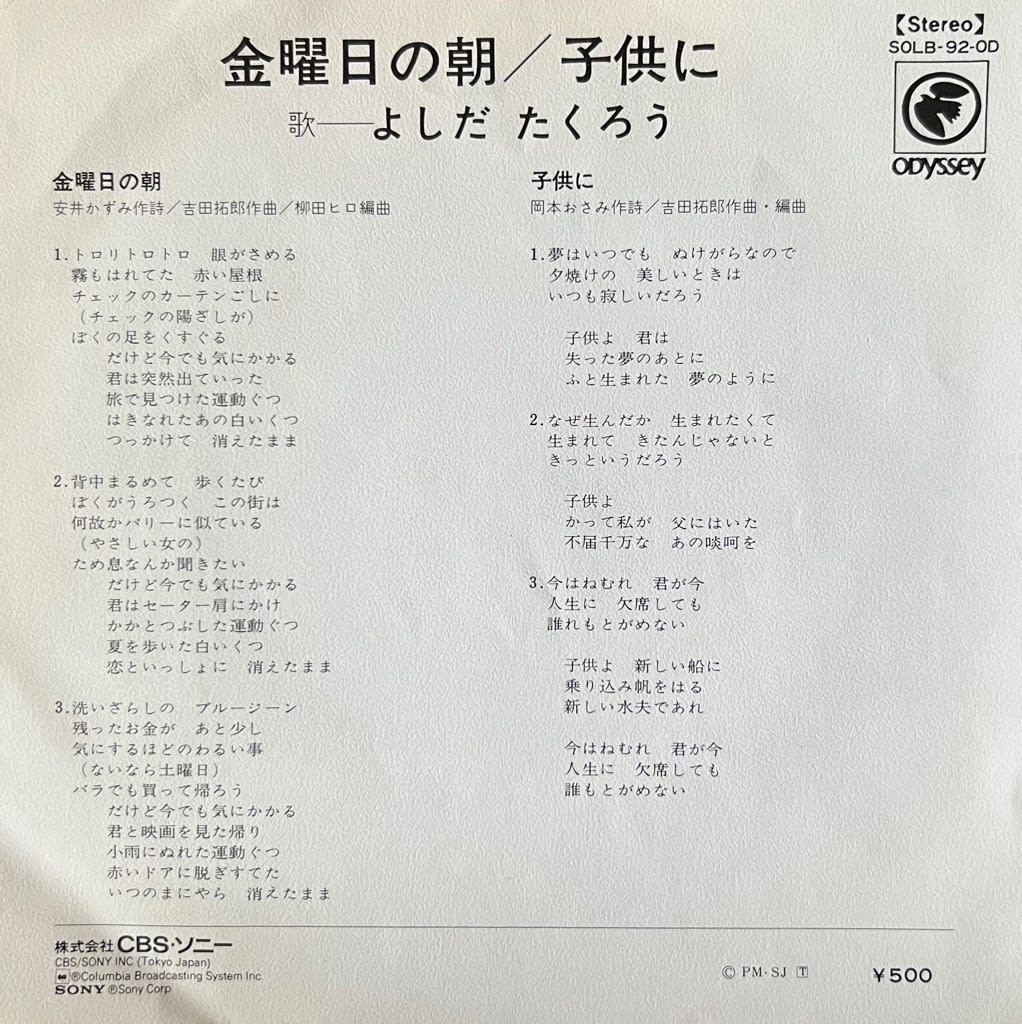 金曜日の朝／子供に
歌——よしだ たくろう
【Stereo】
SOLB-92-OD
ODYSSEY
金曜日の朝
安井かずみ作詩／吉田拓郎作曲／柳田ヒロ編曲
1.トロリトロトロ 眼がさめる
霧もはれてた 赤い屋根
チェックのカーテンごしに
（チェックの陽ざしが）
ぼくの足をくすぐる
だけど今でも気にかかる
君は突然出ていった
旅で見つけた運動ぐつ
はきなれたあの白いくつ
つっかけて 消えたまま
2.背中まるめて 歩くたび
ぼくがうろつく この街は
何故かバリーに似ている
（やさしい女の）
ため息なんか聞きたい
だけど今でも気にかかる
君はセーター肩にかけ
かかとつぶした運動ぐつ
夏を歩いた白いくつ
恋といっしょに 消えたまま
3.洗いざらしの ブルージーン
残ったお金が あと少し
気にするほどのわるい事
（ないなら土曜日）
バラでも買って帰ろう
だけど今でも気にかかる
君と映画を見た帰り
小雨にぬれた運動ぐつ
赤いドアに脱ぎすてた
いつのまにやら 消えたまま
子供に
岡本おさみ作詩／吉田拓郎作曲・編曲
1.夢はいつでも ぬけがらなので
夕焼けの 美しいときは
いつも寂しいだろう
子供よ 君は
失った夢のあとに
ふと生まれた 夢のように
2.なぜ生んだか 生まれたくて
生まれて きたんじゃないと
きっというだろう
子供よ
かって私が 父にはいた
不届千万な あの啖呵を
3.今はねむれ 君が今
人生に 欠席しても
誰れもとがめない
子供よ 新しい船に
乗り込み帆をはる
新しい水夫であれ
今はねむれ 君が今
人生に 欠席しても
誰もとがめない
株式会社 CBS・ソニー
CBS/SONY INC (Tokyo Japan)
ⓅColumbia Broadcasting System Inc.
SONY ⓅSony Corp
Ⓒ PM・SJ 🅃
￥500